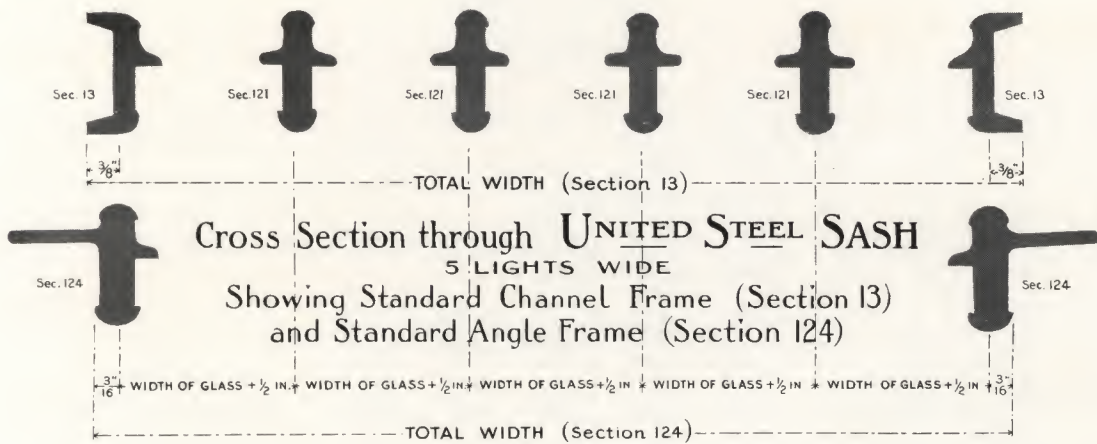 Sec. 13 Sec. 121 Sec. 121 Sec. 121 Sec. 121 Sec. 13
3/8" 3/8"
TOTAL WIDTH (Section 13)
Cross Section through UNITED STEEL SASH
5 LIGHTS WIDE
Sec. 124 Sec. 124
Showing Standard Channel Frame (Section 13)
and Standard Angle Frame (Section 124)
3/16" WIDTH OF GLASS + 1/2 IN. WIDTH OF GLASS + 1/2 IN. WIDTH OF GLASS + 1/2 IN WIDTH OF GLASS + 1/2 IN WIDTH OF GLASS + 1/2 IN 3/16"
TOTAL WIDTH (Section 124)